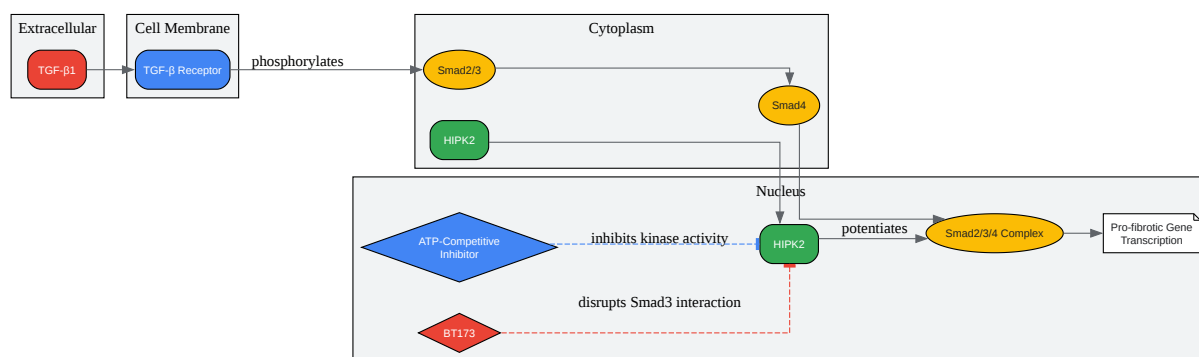 Extracellular
TGF-β1
Cell Membrane
TGF-β Receptor
phosphorylates
Cytoplasm
Smad2/3
Smad4
HIPK2
Nucleus
ATP-Competitive
Inhibitor
inhibits kinase activity
HIPK2
potentiates
Smad2/3/4 Complex
Pro-fibrotic Gene
Transcription
disrupts Smad3 interaction
BT173